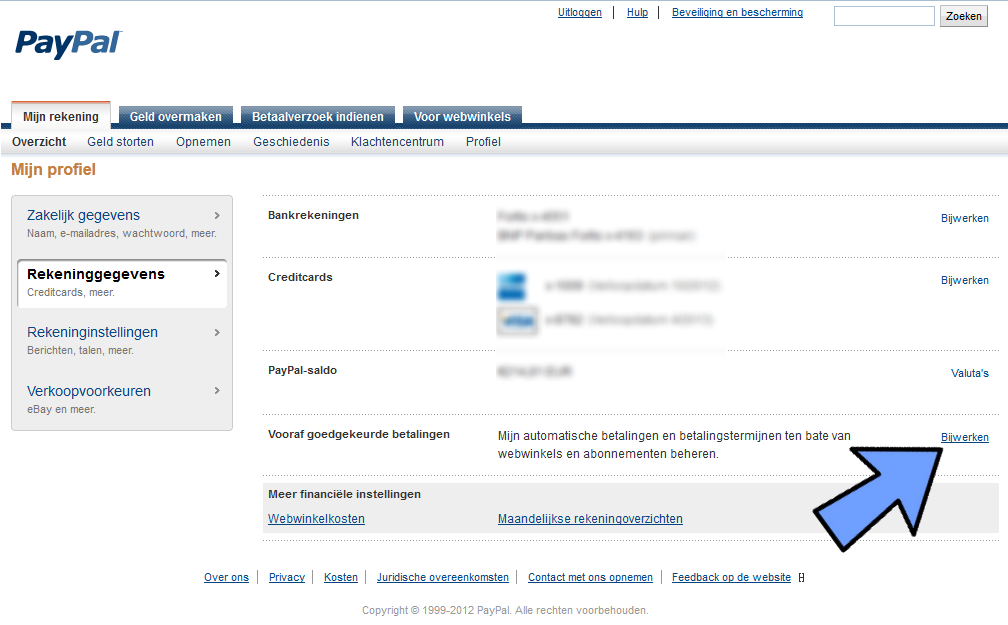 Uitloggen | Hulp | Beveiliging en bescherming
Zoeken
PayPal
Mijn rekening Geld overmaken Betaalverzoek indienen Voor webwinkels
Overzicht Geld storten Opnemen Geschiedenis Klachtencentrum Profiel
Mijn profiel
Zakelijk gegevens
Naam, e-mailadres, wachtwoord, meer.
Rekeninggegevens
Creditcards, meer.
Rekeninginstellingen
Berichten, talen, meer.
Verkoopvoorkeuren
eBay en meer.
Bankrekeningen
Bijwerken
Creditcards
Bijwerken
VISA
PayPal-saldo
Valuta's
Vooraf goedgekeurde betalingen
Mijn automatische betalingen en betalingstermijnen ten bate van
webwinkels en abonnementen beheren.
Bijwerken
Meer financiële instellingen
Webwinkelkosten Maandelijkse rekeningoverzichten
Over ons | Privacy | Kosten | Juridische overeenkomsten | Contact met ons opnemen | Feedback op de website
Copyright © 1999-2012 PayPal. Alle rechten voorbehouden.